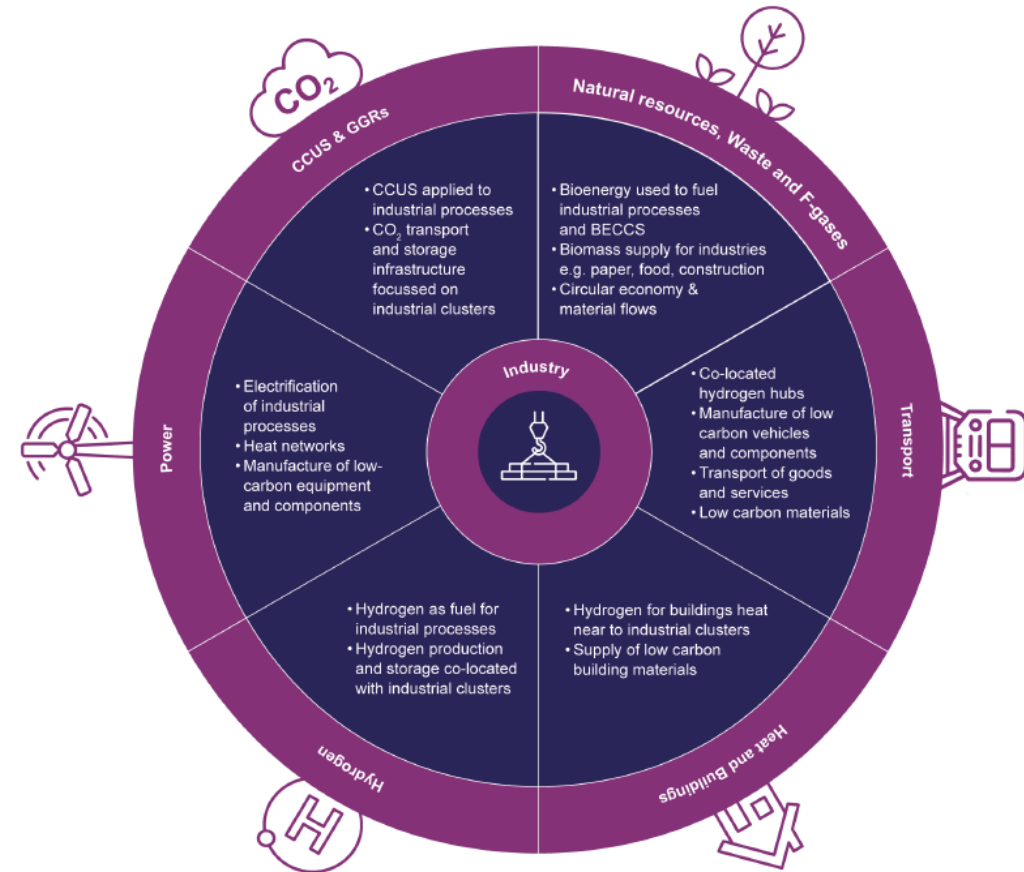 CO2
CCUS & GGRs
• CCUS applied to
industrial processes
• CO2 transport
and storage
infrastructure
focussed on
industrial clusters
Natural resources, Waste and F-gases
• Bioenergy used to fuel
industrial processes
and BECCS
• Biomass supply for industries
e.g. paper, food, construction
• Circular economy &
material flows
Industry
Power
• Electrification
of industrial
processes
• Heat networks
• Manufacture of low-
carbon equipment
and components
Transport
• Co-located
hydrogen hubs
• Manufacture of low
carbon vehicles
and components
• Transport of goods
and services
• Low carbon materials
Hydrogen
• Hydrogen as fuel for
industrial processes
• Hydrogen production
and storage co-located
with industrial clusters
H
Heat and Buildings
• Hydrogen for buildings heat
near to industrial clusters
• Supply of low carbon
building materials